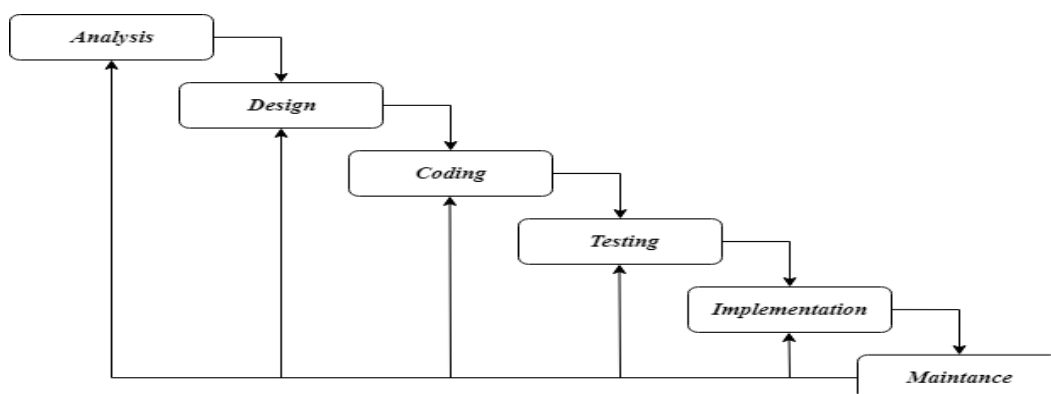 Analysis
Design
Coding
Testing
Implementation
Maintance